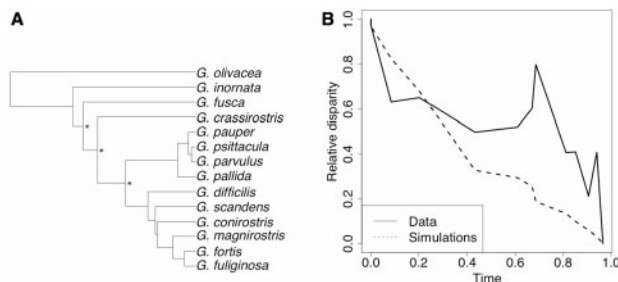 A
G. olivacea
G. inornata
G. fusca
G. crassirostris
G. pauper
G. psittacula
G. parvulus
G. pallida
G. difficilis
G. scandens
G. conirostris
G. magnirostris
G. fortis
G. fuliginosa
* 
*
*
B
Relative disparity
1.0
0.8
0.6
0.4
0.2
0.0
Data
Simulations
0.0 0.2 0.4 0.6 0.8 1.0
Time